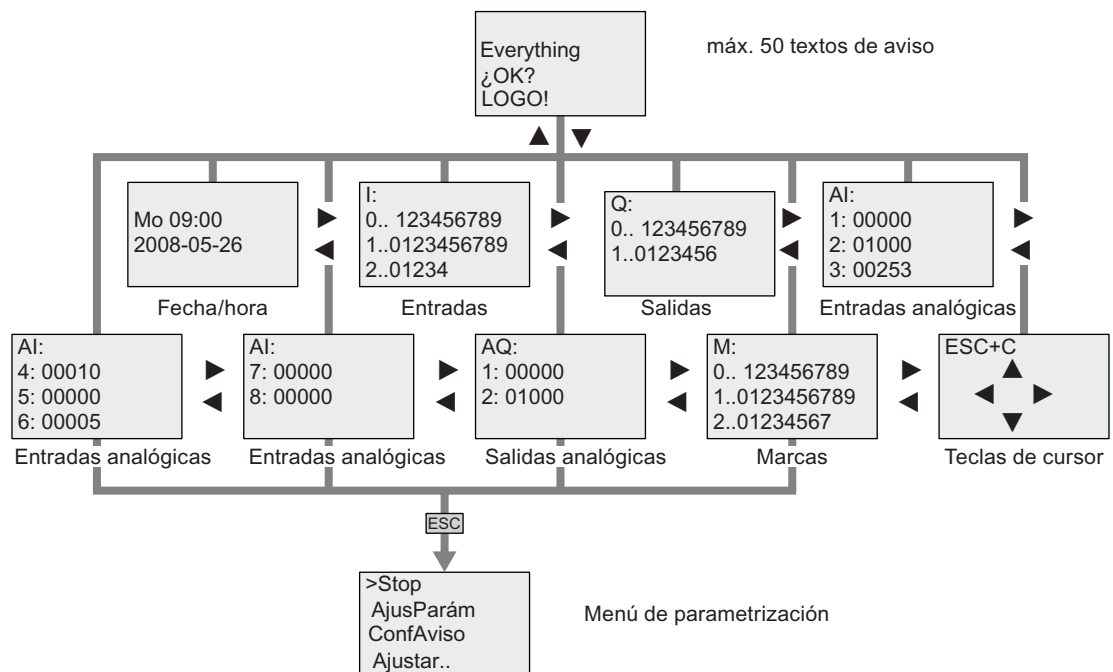 Everything
¿OK?
LOGO!
máx. 50 textos de aviso
Mo 09:00
2008-05-26
Fecha/hora
I:
0.. 123456789
1..0123456789
2..01234
Entradas
Q:
0.. 123456789
1..0123456
Salidas
AI:
1: 00000
2: 01000
3: 00253
Entradas analógicas
AI:
4: 00010
5: 00000
6: 00005
Entradas analógicas
AI:
7: 00000
8: 00000
Entradas analógicas
AQ:
1: 00000
2: 01000
Salidas analógicas
M:
0.. 123456789
1..0123456789
2..01234567
Marcas
ESC+C
Teclas de cursor
ESC
>Stop
AjusParám
ConfAviso
Ajustar..
Menú de parametrización